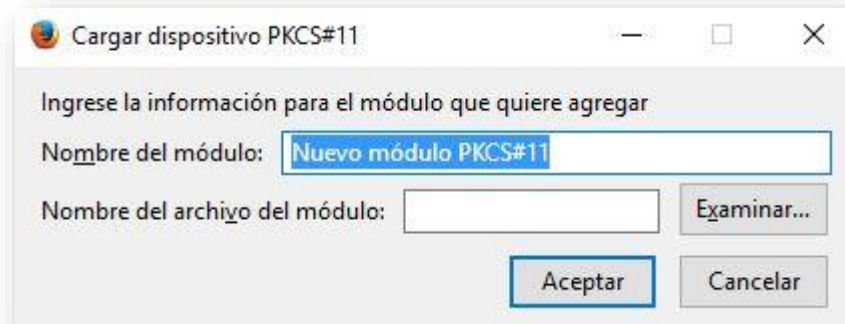 Cargar dispositivo PKCS#11
Ingrese la información para el módulo que quiere agregar
Nombre del módulo: Nuevo módulo PKCS#11
Nombre del archivo del módulo: Examinar...
Aceptar Cancelar